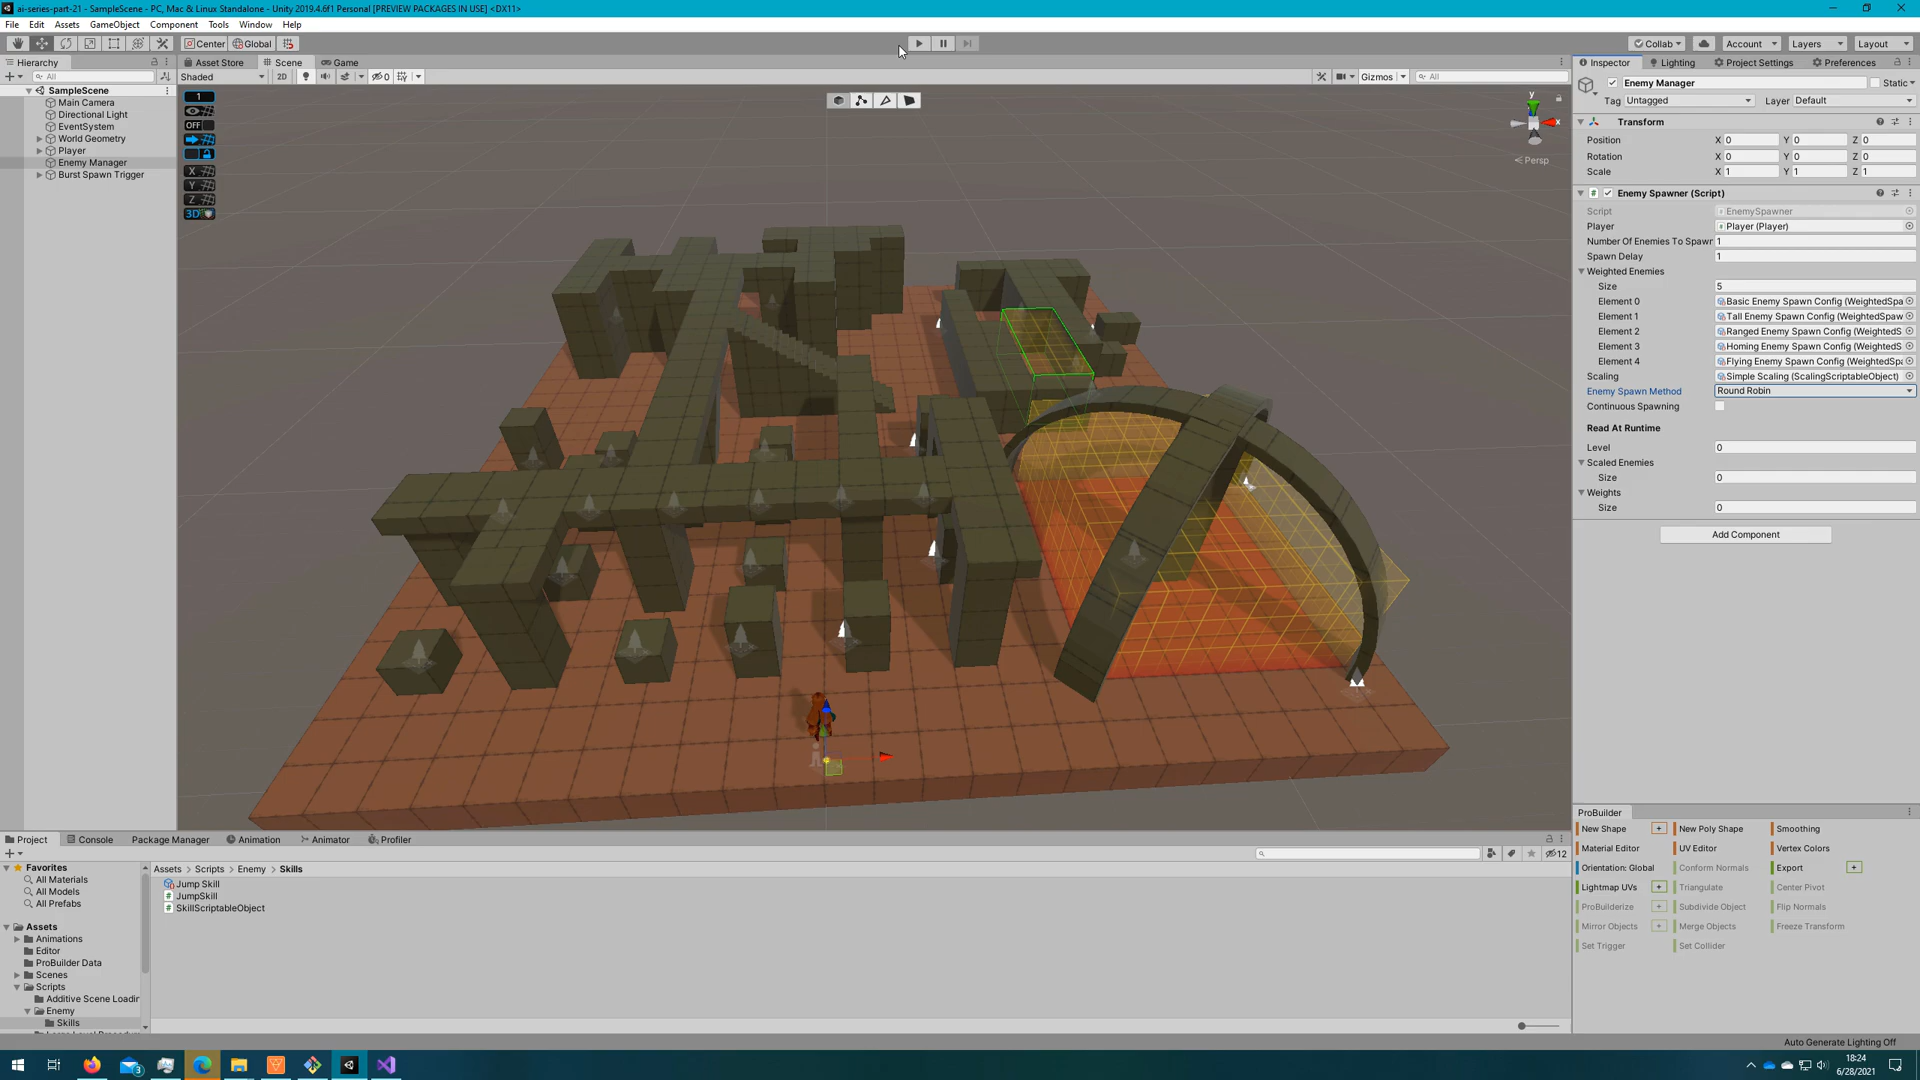 ai-series-part-21 - SampleScene - PC, Mac & Linux Standalone - Unity 2019.4.6f1 Personal [PREVIEW PACKAGES IN USE] <DX11>
File Edit Assets GameObject Component Tools Window Help
Center Global Collab Account Layers Layout
Hierarchy Asset Store Scene Game Inspector Lighting Project Settings Preferences
All Shaded 2D 0 Gizmos All
SampleScene
Main Camera
Directional Light
EventSystem
World Geometry
Player
Enemy Manager
Burst Spawn Trigger
1
OFF
X
Y
Z
3D
y
x
Persp
Enemy Manager Static
Tag Untagged Layer Default
Transform
Position X 0 Y 0 Z 0
Rotation X 0 Y 0 Z 0
Scale X 1 Y 1 Z 1
Enemy Spawner (Script)
Script EnemySpawner
Player Player (Player)
Number Of Enemies To Spawn 1
Spawn Delay 1
Weighted Enemies
Size 5
Element 0 Basic Enemy Spawn Config (WeightedSpa
Element 1 Tall Enemy Spawn Config (WeightedSpaw
Element 2 Ranged Enemy Spawn Config (WeightedS
Element 3 Homing Enemy Spawn Config (WeightedS
Element 4 Flying Enemy Spawn Config (WeightedSpa
Scaling Simple Scaling (ScalingScriptableObject)
Enemy Spawn Method Round Robin
Continuous Spawning
Read At Runtime
Level 0
Scaled Enemies
Size 0
Weights
Size 0
Add Component
ProBuilder
New Shape + New Poly Shape Smoothing
Material Editor UV Editor Vertex Colors
Orientation: Global Conform Normals Export +
Lightmap UVs + Triangulate Center Pivot
ProBuilderize + Subdivide Object Flip Normals
Mirror Objects + Merge Objects Freeze Transform
Set Trigger Set Collider
Project Console Package Manager Animation Animator Profiler
12
Favorites
All Materials
All Models
All Prefabs
Assets
Animations
Editor
ProBuilder Data
Scenes
Scripts
Additive Scene Loadin
Enemy
Skills
Assets > Scripts > Enemy > Skills
Jump Skill
JumpSkill
SkillScriptableObject
Auto Generate Lighting Off
3
18:24
6/28/2021